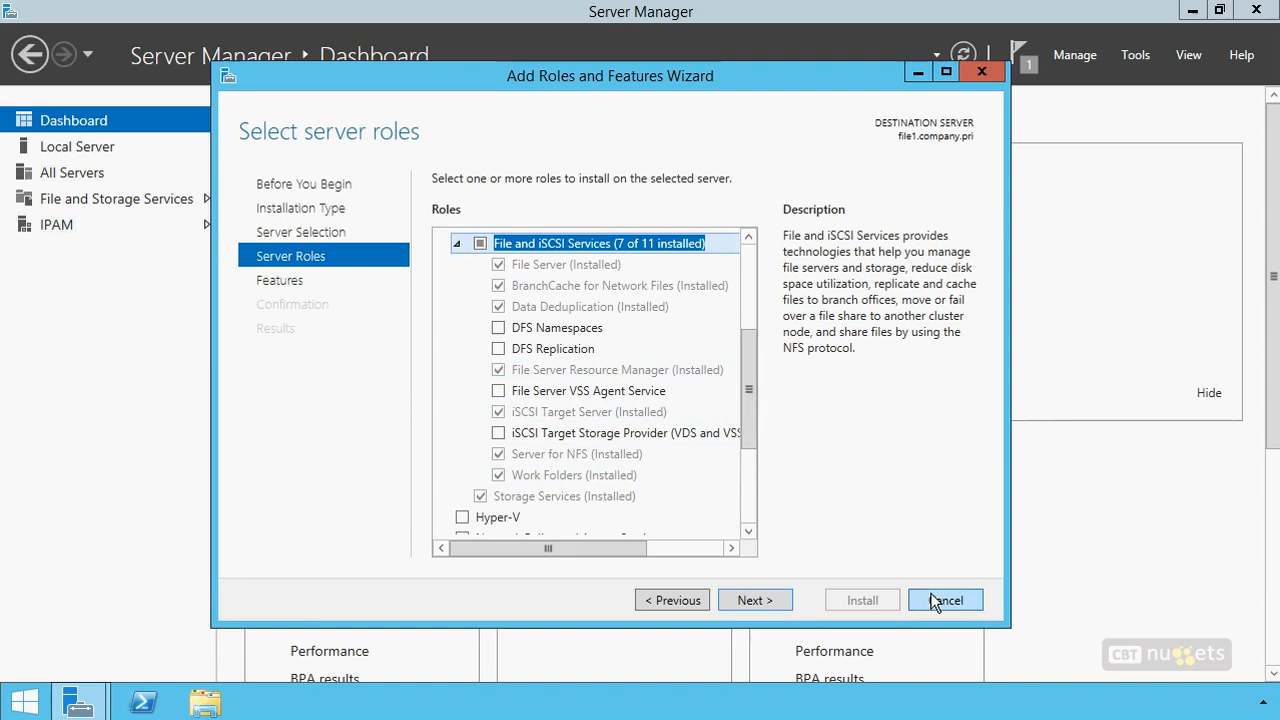 Server Manager
Server Manager ▸ Dashboard
1
Manage
Tools
View
Help
Add Roles and Features Wizard
Dashboard
Local Server
All Servers
File and Storage Services
IPAM
Select server roles
DESTINATION SERVER
file1.company.pri
Before You Begin
Installation Type
Server Selection
Server Roles
Features
Confirmation
Results
Select one or more roles to install on the selected server.
Roles
File and iSCSI Services (7 of 11 installed)
File Server (Installed)
BranchCache for Network Files (Installed)
Data Deduplication (Installed)
DFS Namespaces
DFS Replication
File Server Resource Manager (Installed)
File Server VSS Agent Service
iSCSI Target Server (Installed)
iSCSI Target Storage Provider (VDS and VSS
Server for NFS (Installed)
Work Folders (Installed)
Storage Services (Installed)
Hyper-V
Description
File and iSCSI Services provides
technologies that help you manage
file servers and storage, reduce disk
space utilization, replicate and cache
files to branch offices, move or fail
over a file share to another cluster
node, and share files by using the
NFS protocol.
Hide
< Previous
Next >
Install
Cancel
Performance
BPA results
Performance
BPA results
CBT nuggets